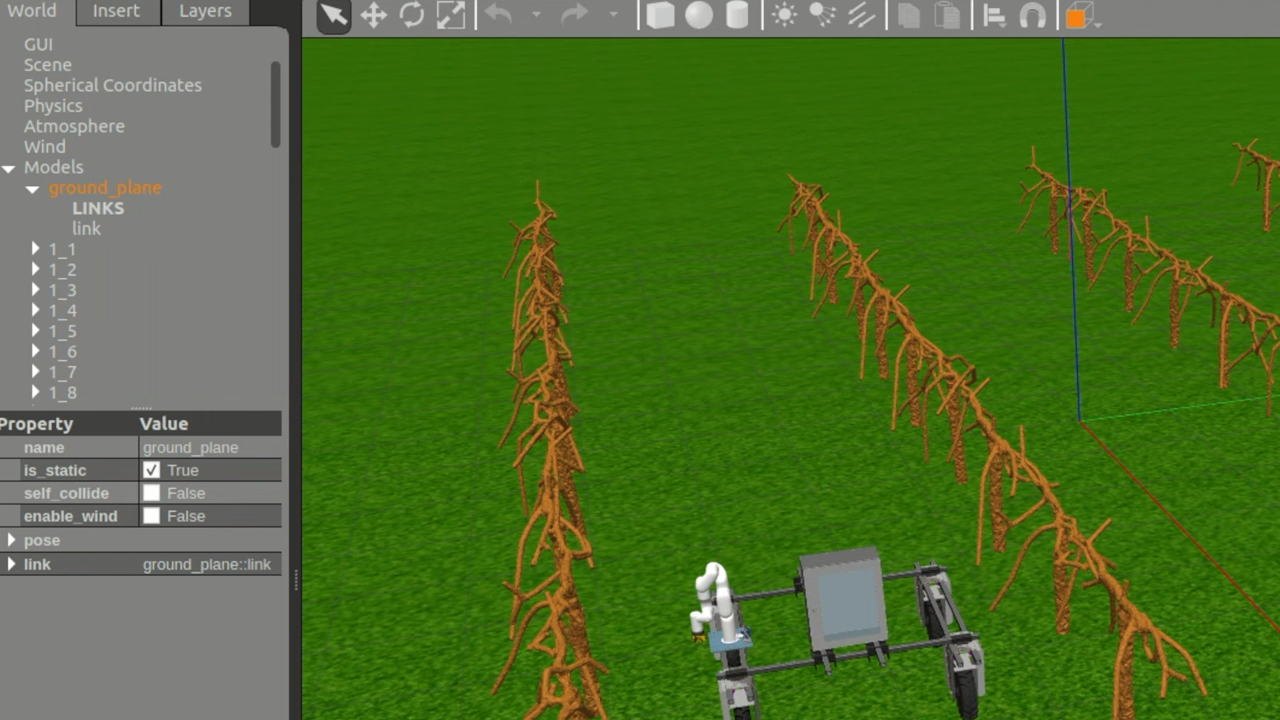 World Insert Layers
GUI
Scene
Spherical Coordinates
Physics
Atmosphere
Wind
Models
ground_plane
LINKS
link
1_1
1_2
1_3
1_4
1_5
1_6
1_7
1_8
Property Value
name ground_plane
is_static True
self_collide False
enable_wind False
pose
link ground_plane::link